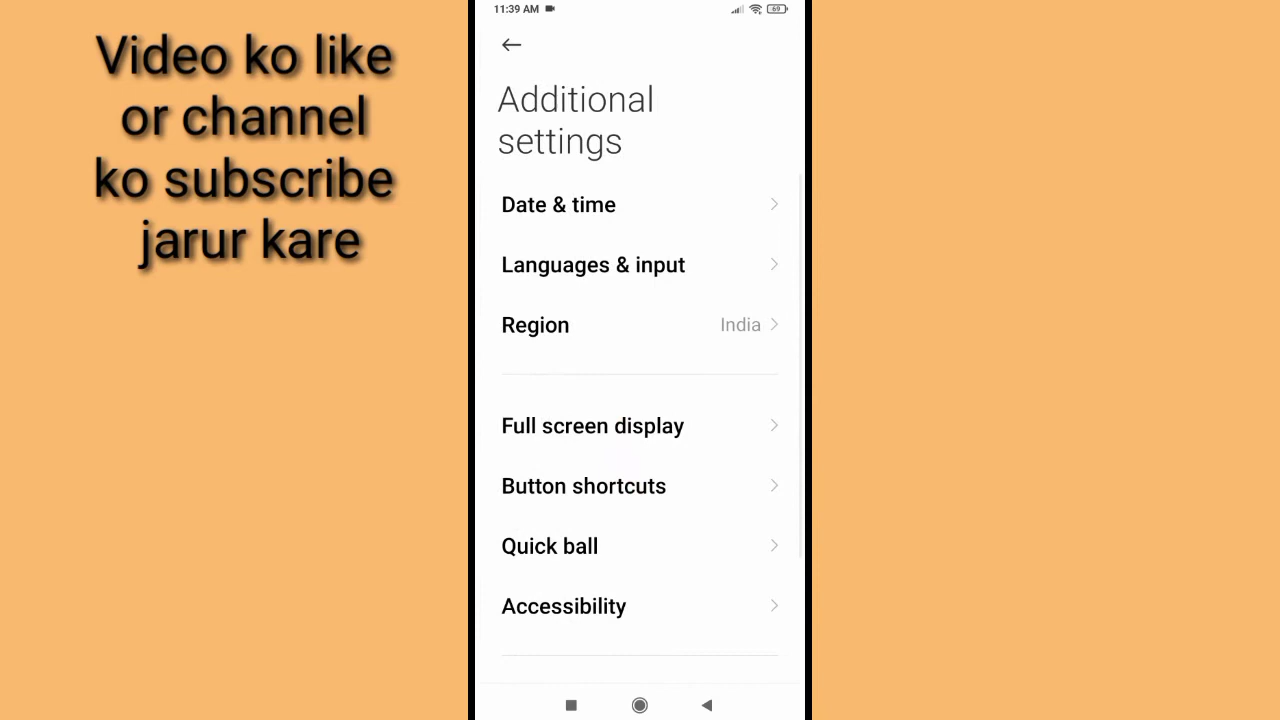 Video ko like
or channel
ko subscribe
jarur kare
11:39 AM
69
Additional
settings
Date & time
Languages & input
Region India
Full screen display
Button shortcuts
Quick ball
Accessibility